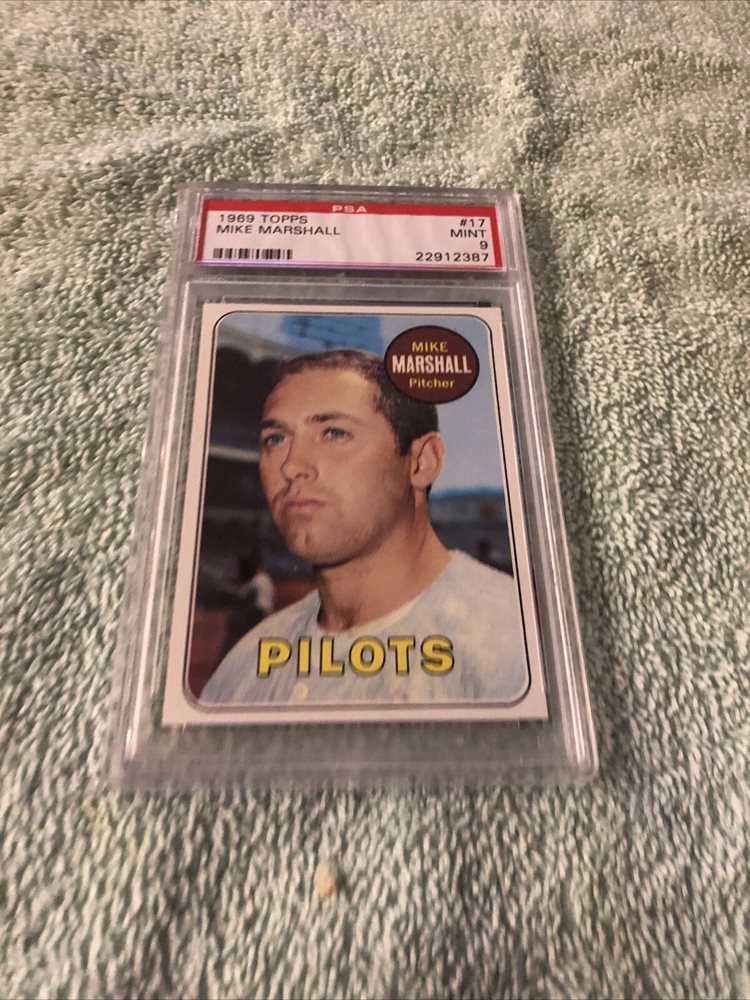 PSA
1969 TOPPS #17
MIKE MARSHALL MINT
9
22912387
MIKE
MARSHALL
Pitcher
PILOTS